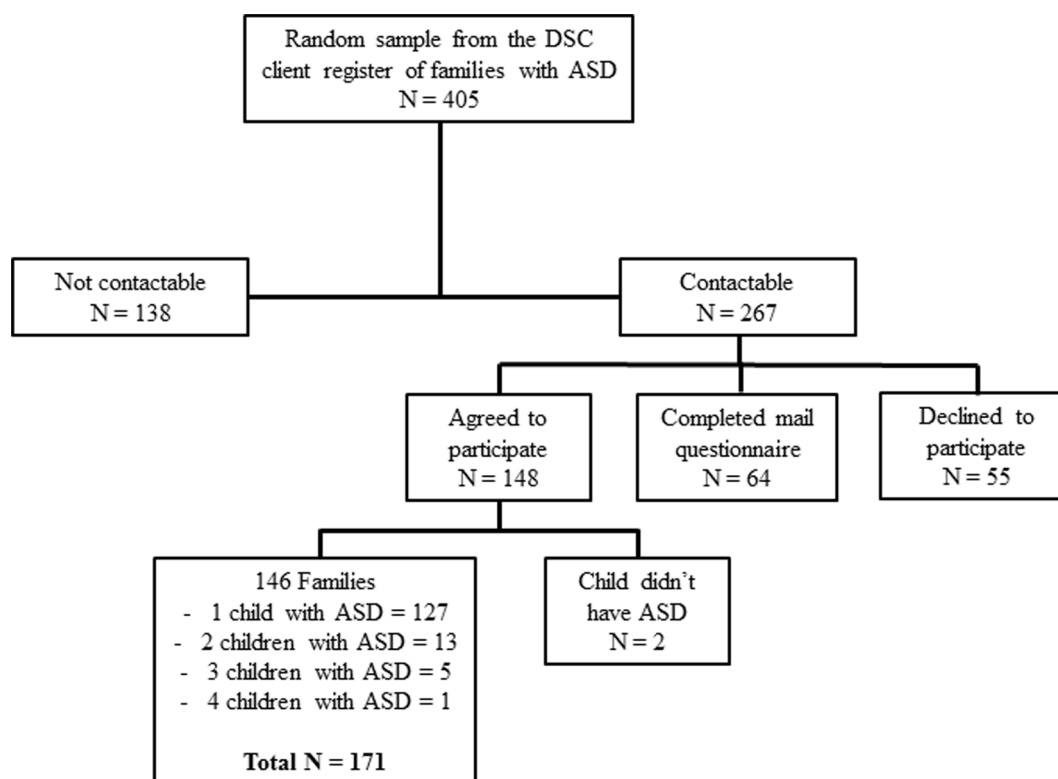 Random sample from the DSC
client register of families with ASD
N = 405
Not contactable
N = 138
Contactable
N = 267
Agreed to
participate
N = 148
Completed mail
questionnaire
N = 64
Declined to
participate
N = 55
146 Families
- 1 child with ASD = 127
- 2 children with ASD = 13
- 3 children with ASD = 5
- 4 children with ASD = 1
Total N = 171
Child didn't
have ASD
N = 2